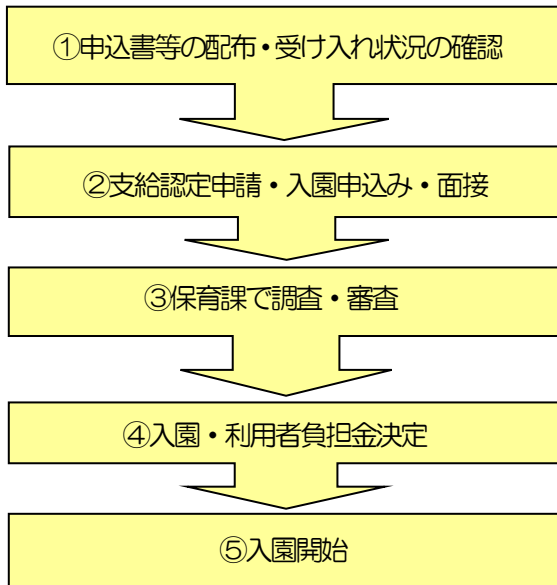 ①申込書等の配布・受け入れ状況の確認
②支給認定申請・入園申込み・面接
③保育課で調査・審査
④入園・利用者負担金決定
⑤入園開始